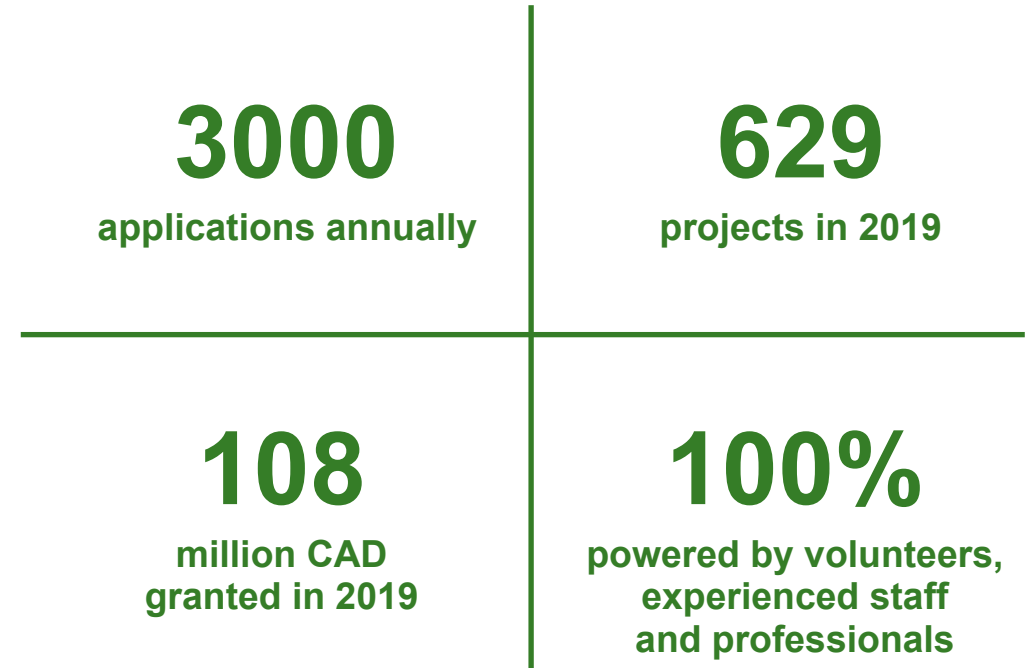 3000
applications annually
629
projects in 2019
108
million CAD
granted in 2019
100%
powered by volunteers,
experienced staff
and professionals